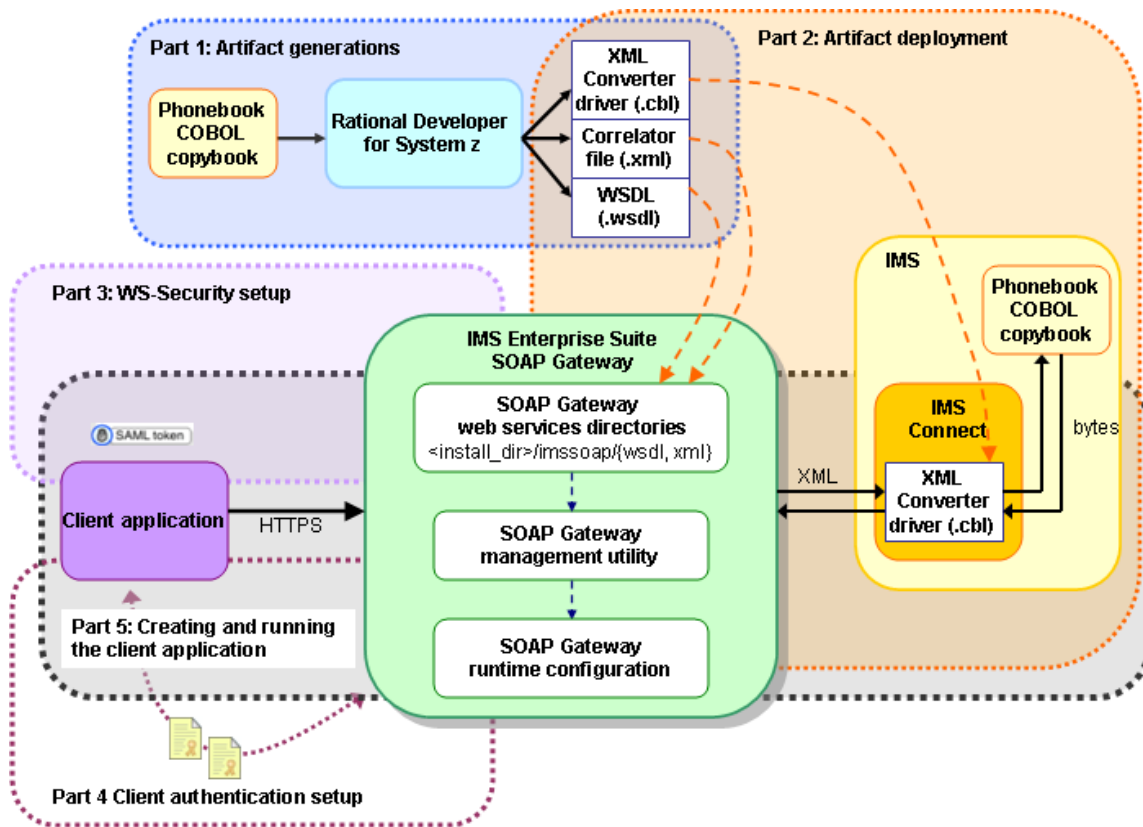 Part 1: Artifact generations
Phonebook
COBOL
copybook
Rational Developer
for System z
XML
Converter
driver (.cbl)
Correlator
file (.xml)
WSDL
(.wsdl)
Part 2: Artifact deployment
IMS
Phonebook
COBOL
copybook
IMS
Connect
bytes
XML
Converter
driver (.cbl)
XML
Part 3: WS-Security setup
IMS Enterprise Suite
SOAP Gateway
SOAP Gateway
web services directories
<install_dir>/imssoap/{wsdl, xml}
SOAP Gateway
management utility
SOAP Gateway
runtime configuration
SAML token
Client application
HTTPS
Part 5: Creating and running
the client application
Part 4 Client authentication setup